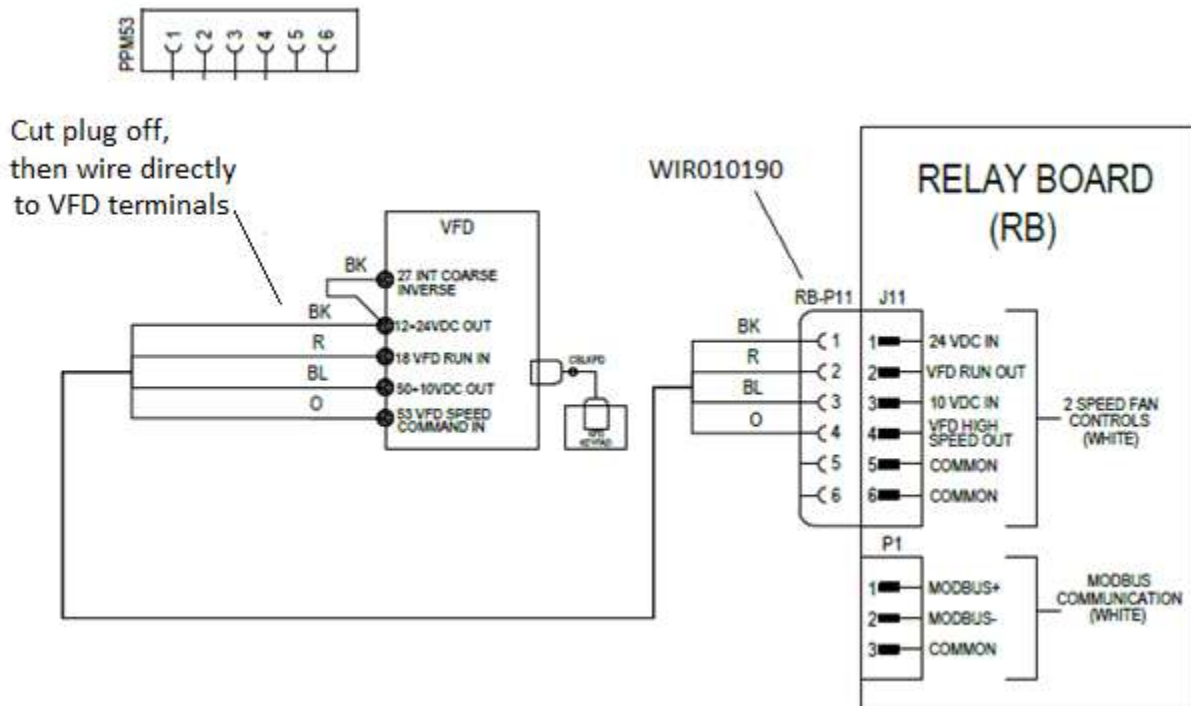 PPM53
1 2 3 4 5 6
Cut plug off,
then wire directly
to VFD terminals
WIR010190
RELAY BOARD
(RB)
VFD
BK
27 INT COARSE
INVERSE
BK
12+24VDC OUT
R
18 VFD RUN IN
BL
50+10VDC OUT
O
53 VFD SPEED
COMMAND IN
CBLKPD
KEYPAD
RB-P11
J11
BK 1 1 24 VDC IN
R 2 2 VFD RUN OUT
BL 3 3 10 VDC IN
O 4 4 VFD HIGH
SPEED OUT
5 5 COMMON
6 6 COMMON
2 SPEED FAN
CONTROLS
(WHITE)
P1
1 MODBUS+
2 MODBUS-
3 COMMON
MODBUS
COMMUNICATION
(WHITE)